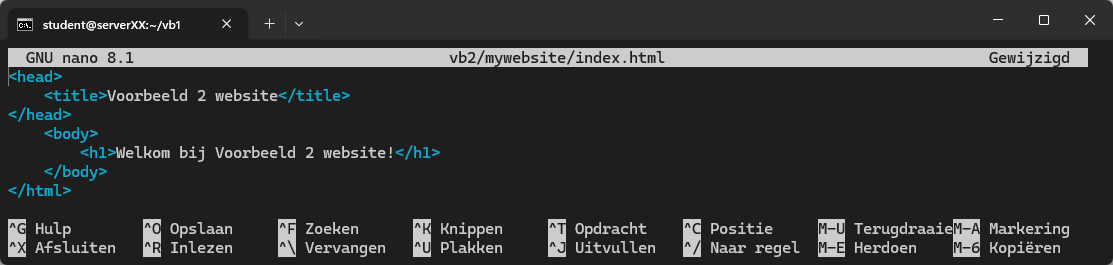 student@serverXX:~/vb1
GNU nano 8.1 vb2/mywebsite/index.html Gewijzigd
<head>
    <title>Voorbeeld 2 website</title>
</head>
    <body>
        <h1>Welkom bij Voorbeeld 2 website!</h1>
    </body>
</html>
^G Hulp ^O Opslaan ^F Zoeken ^K Knippen ^T Opdracht ^C Positie M-U Terugdraaie M-A Markering
^X Afsluiten ^R Inlezen ^\ Vervangen ^U Plakken ^J Uitvullen ^/ Naar regel M-E Herdoen M-6 Kopiëren